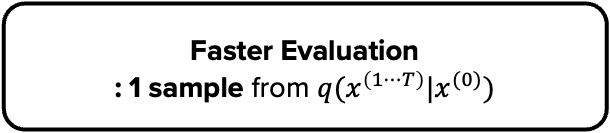 Faster Evaluation
: 1 sample from 𝑞(𝑥^{(1⋯𝑇)}|𝑥^{(0)})